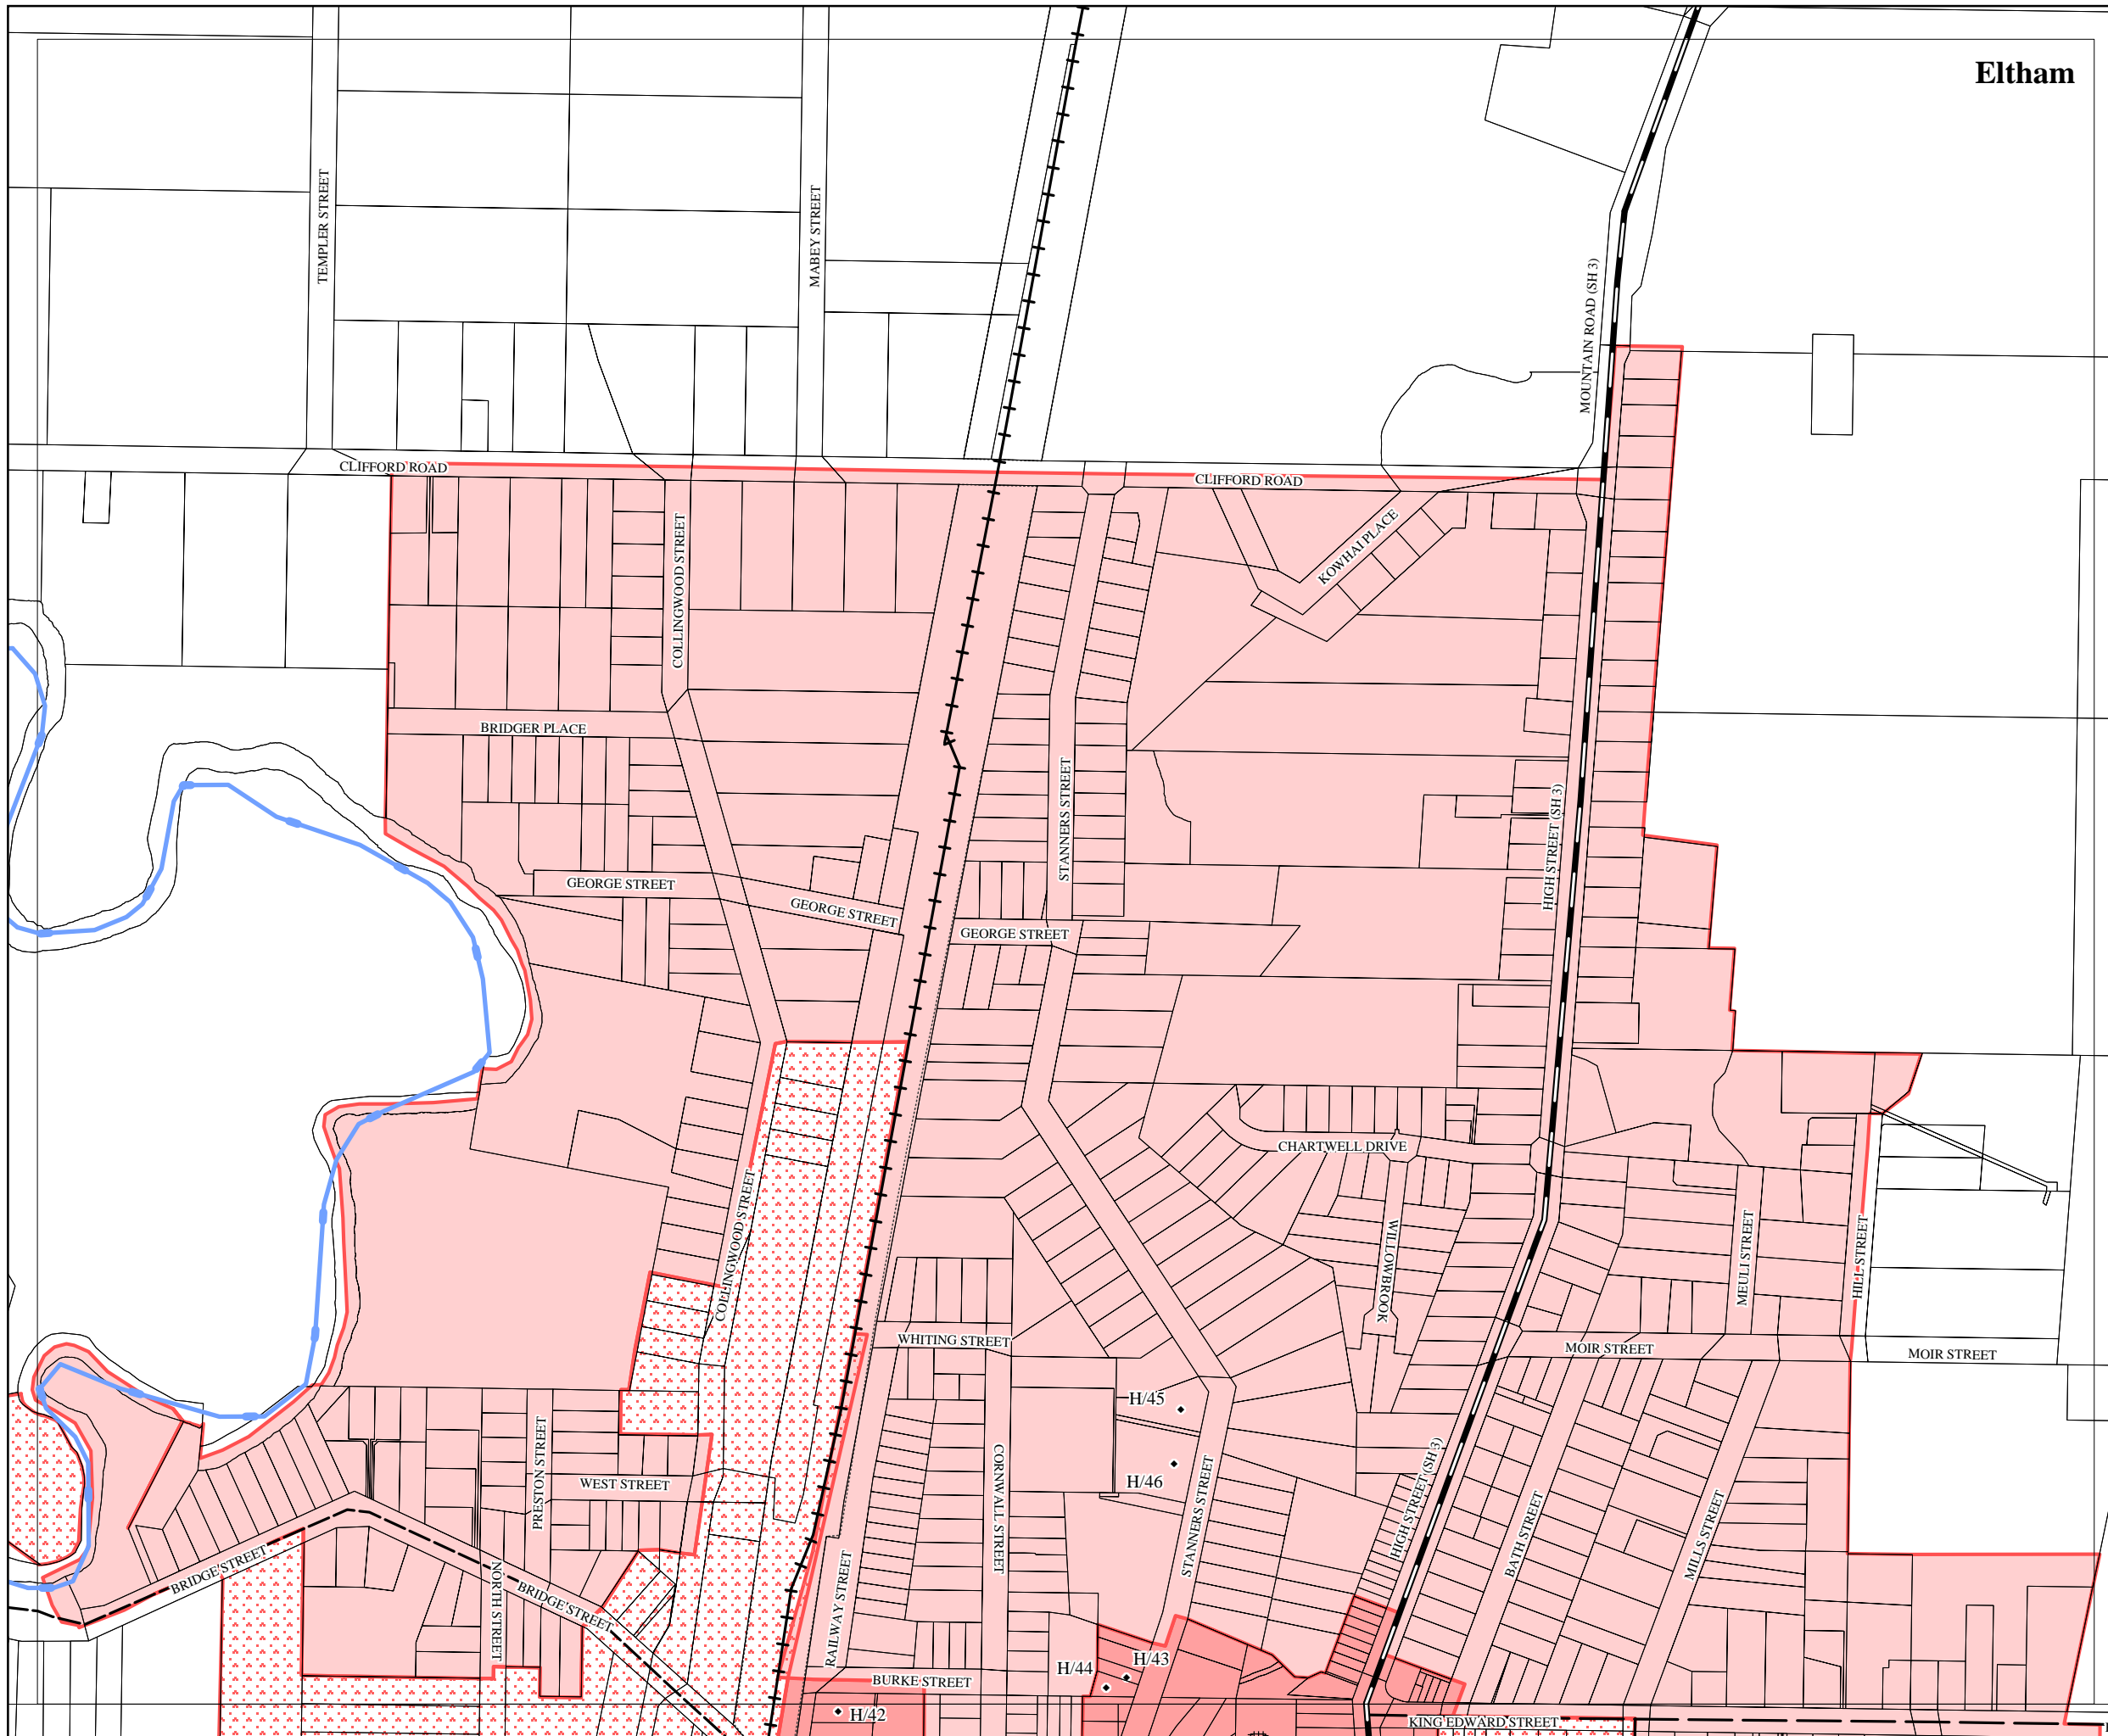 Eltham
TEMPLER STREET
MABEY STREET
MOUNTAIN ROAD (SH 3)
CLIFFORD ROAD
CLIFFORD ROAD
KOWHAI PLACE
COLLINGWOOD STREET
BRIDGER PLACE
STANNERS STREET
HIGH STREET (SH 3)
GEORGE STREET
GEORGE STREET
GEORGE STREET
CHARTWELL DRIVE
COLLINGWOOD STREET
WILLOWBROOK
MEULI STREET
HILL STREET
WHITING STREET
MOIR STREET
MOIR STREET
H/45
H/46
PRESTON STREET
WEST STREET
CORNWALL STREET
STANNERS STREET
HIGH STREET (SH 3)
BATH STREET
MILLS STREET
BRIDGE STREET
NORTH STREET
BRIDGE STREET
RAILWAY STREET
H/44
H/43
BURKE STREET
H/42
KING EDWARD STREET